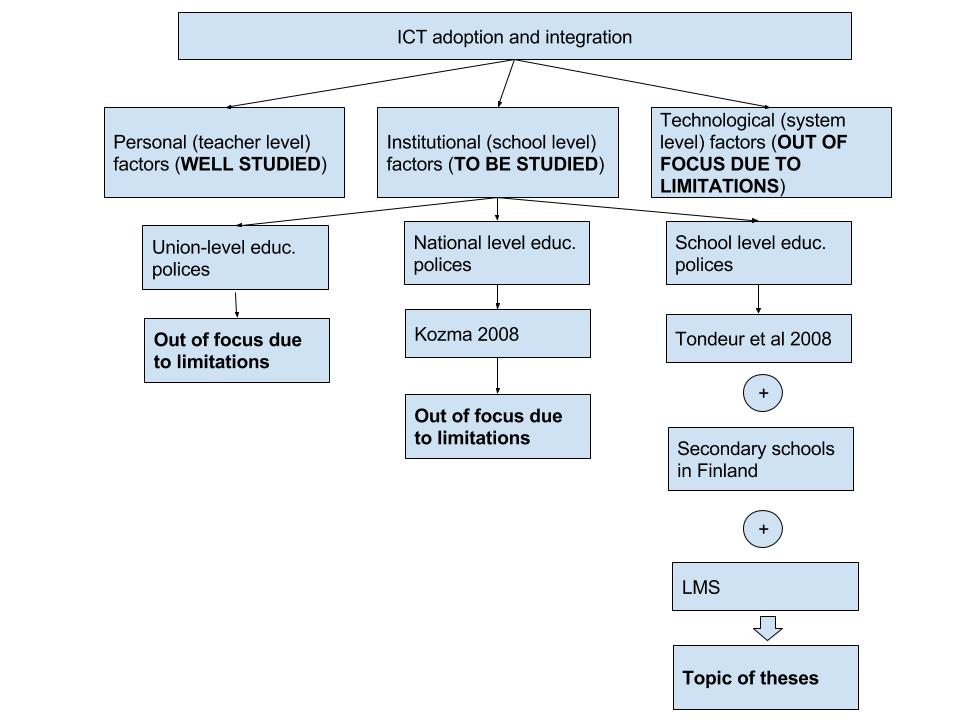 ICT adoption and integration
Personal (teacher level)
factors (WELL STUDIED)
Institutional (school level)
factors (TO BE STUDIED)
Technological (system
level) factors (OUT OF
FOCUS DUE TO
LIMITATIONS)
Union-level educ.
polices
National level educ.
polices
School level educ.
polices
Out of focus due
to limitations
Kozma 2008
Tondeur et al 2008
Out of focus due
to limitations
+
Secondary schools
in Finland
+
LMS
Topic of theses